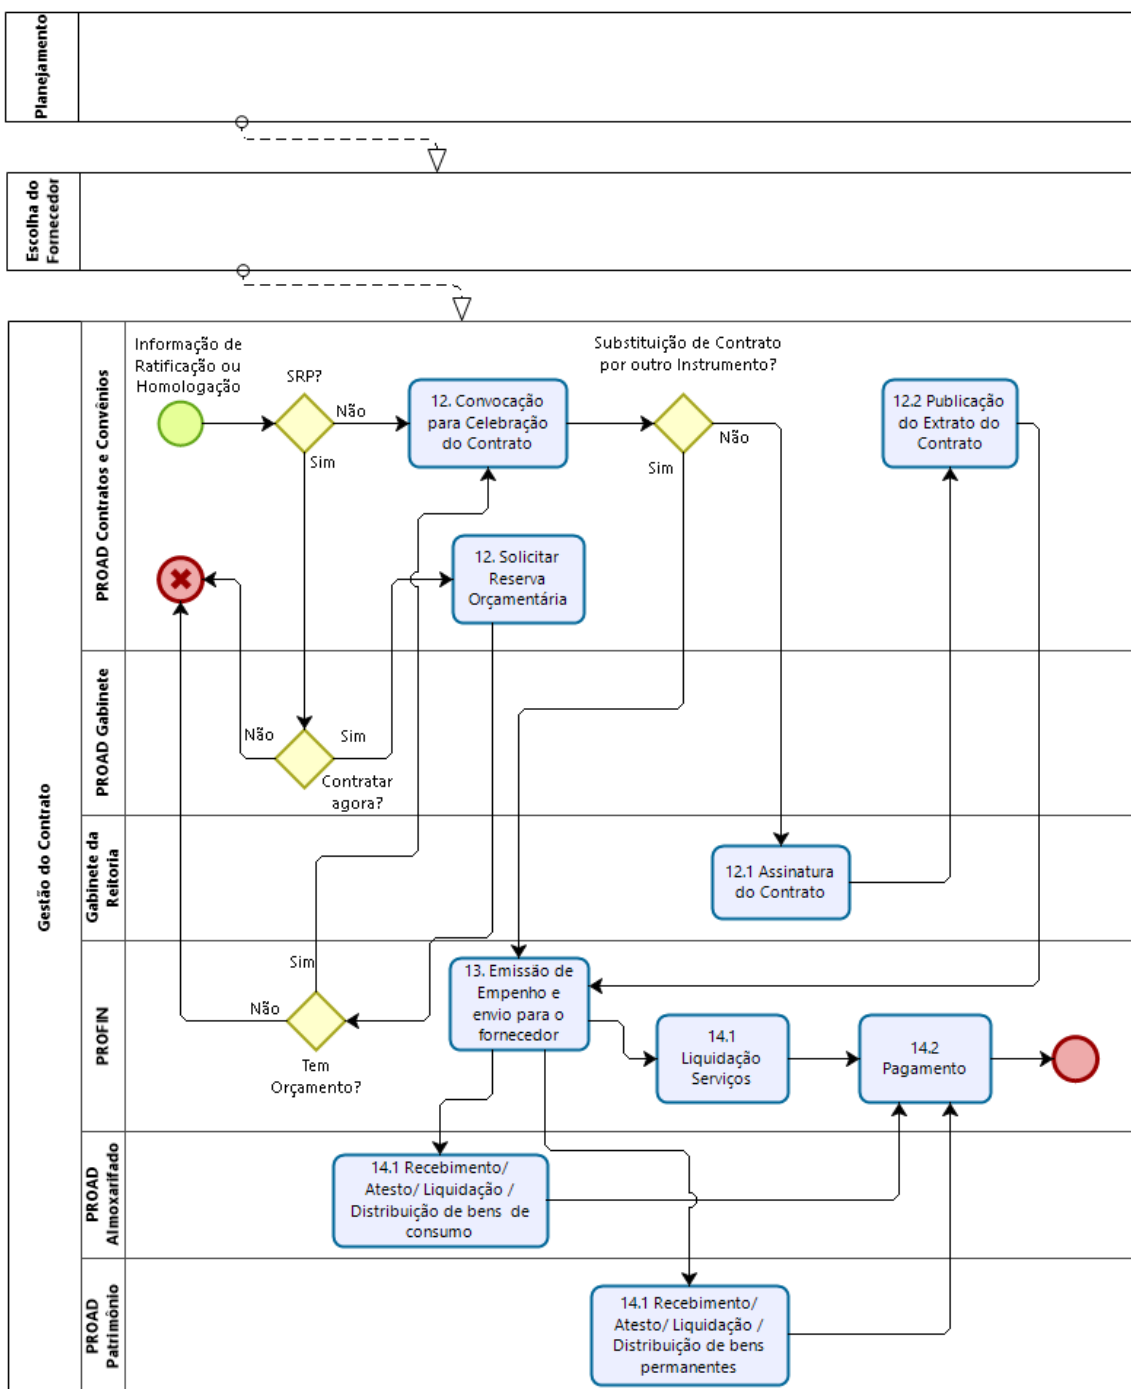 Planejamento
Escolha do
Fornecedor
Gestão do Contrato
PROAD Contratos e Convênios
Informação de
Ratificação ou
Homologação
SRP?
Não
Sim
12. Convocação
para Celebração
do Contrato
Substituição de Contrato
por outro Instrumento?
Não
Sim
12.2 Publicação
do Extrato do
Contrato
12. Solicitar
Reserva
Orçamentária
PROAD Gabinete
Não
Sim
Contratar
agora?
Gabinete da
Reitoria
12.1 Assinatura
do Contrato
PROFIN
Sim
Não
Tem
Orçamento?
13. Emissão de
Empenho e
envio para o
fornecedor
14.1
Liquidação
Serviços
14.2
Pagamento
PROAD
Almoxarifado
14.1 Recebimento/
Atesto/ Liquidação /
Distribuição de bens de
consumo
PROAD
Patrimônio
14.1 Recebimento/
Atesto/ Liquidação /
Distribuição de bens
permanentes